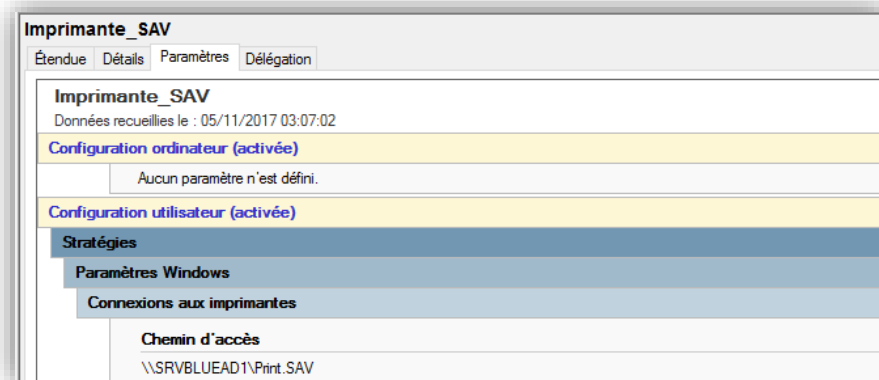 Imprimante_SAV
Étendue Détails Paramètres Délégation
Imprimante_SAV
Données recueillies le : 05/11/2017 03:07:02
Configuration ordinateur (activée)
Aucun paramètre n'est défini.
Configuration utilisateur (activée)
Stratégies
Paramètres Windows
Connexions aux imprimantes
Chemin d'accès
\\SRVBLUEAD1\Print.SAV